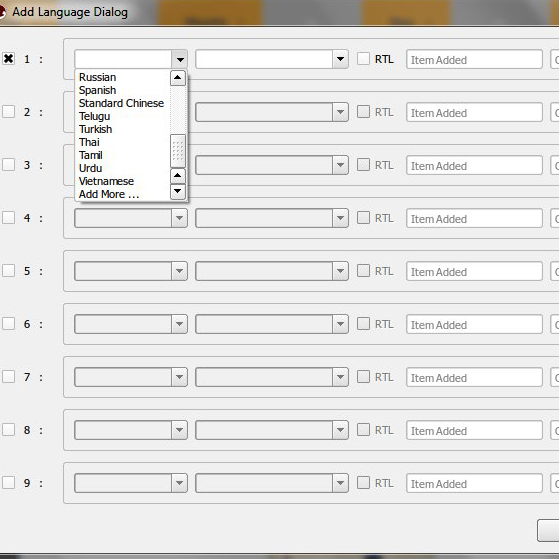 Add Language Dialog
1 :
RTL
Item Added
Russian
Spanish
Standard Chinese
Telugu
Turkish
Thai
Tamil
Urdu
Vietnamese
Add More ...
2 :
RTL
Item Added
3 :
RTL
Item Added
4 :
RTL
Item Added
5 :
RTL
Item Added
6 :
RTL
Item Added
7 :
RTL
Item Added
8 :
RTL
Item Added
9 :
RTL
Item Added